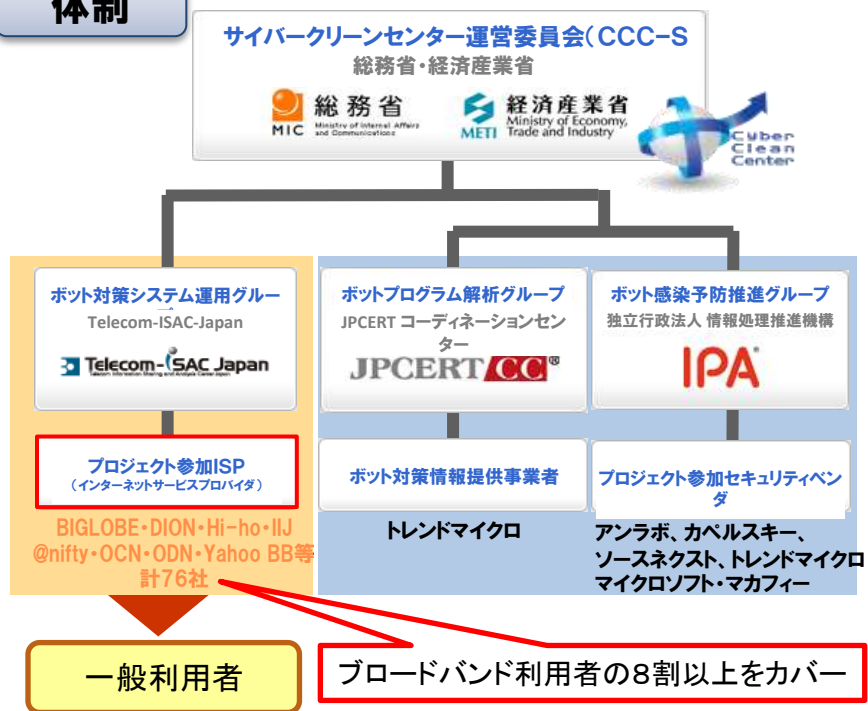 体制
サイバークリーンセンター運営委員会(CCC-S
総務省・経済産業省
総務省
MIC
Ministry of Internal Affairs
and Communications
経済産業省
METI
Ministry of Economy,
Trade and Industry
Cyber
Clean
Center
ボット対策システム運用グルー
Telecom-ISAC-Japan
Telecom-ISAC Japan
Telecom Information Sharing and Analysis Center Japan
プロジェクト参加ISP
(インターネットサービスプロバイダ)
BIGLOBE・DION・Hi-ho・IIJ
@nifty・OCN・ODN・Yahoo BB等
計76社
ボットプログラム解析グループ
JPCERT コーディネーションセン
ター
JPCERT CC®
ボット対策情報提供事業者
トレンドマイクロ
ボット感染予防推進グループ
独立行政法人 情報処理推進機構
IPA
プロジェクト参加セキュリティベン
ダ
アンラボ、カペルスキー、
ソースネクスト、トレンドマイクロ
マイクロソフト・マカフィー
一般利用者
ブロードバンド利用者の8割以上をカバー